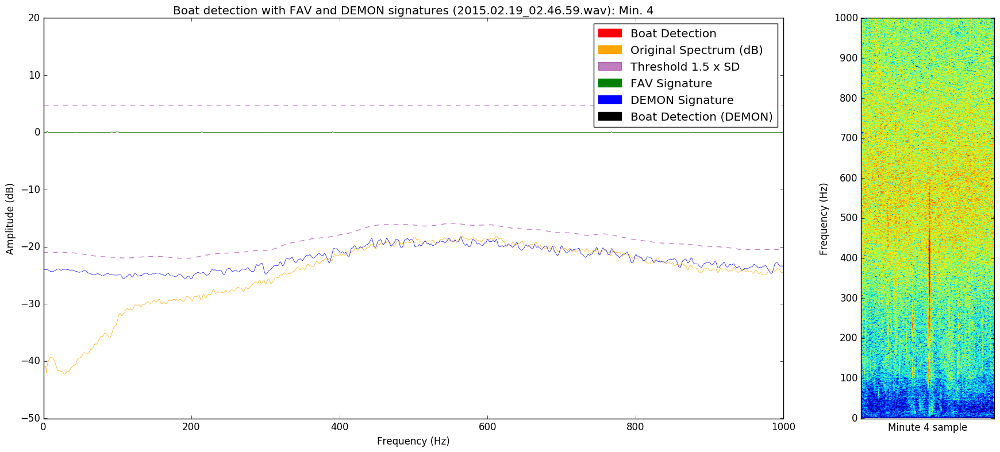 Boat detection with FAV and DEMON signatures (2015.02.19_02.46.59.wav): Min. 4
20
10
0
−10
−20
−30
−40
−50
Amplitude (dB)
0
200
400
600
800
1000
Frequency (Hz)
Boat Detection
Original Spectrum (dB)
Threshold 1.5 x SD
FAV Signature
DEMON Signature
Boat Detection (DEMON)
1000
900
800
700
600
500
400
300
200
100
0
Frequency (Hz)
Minute 4 sample